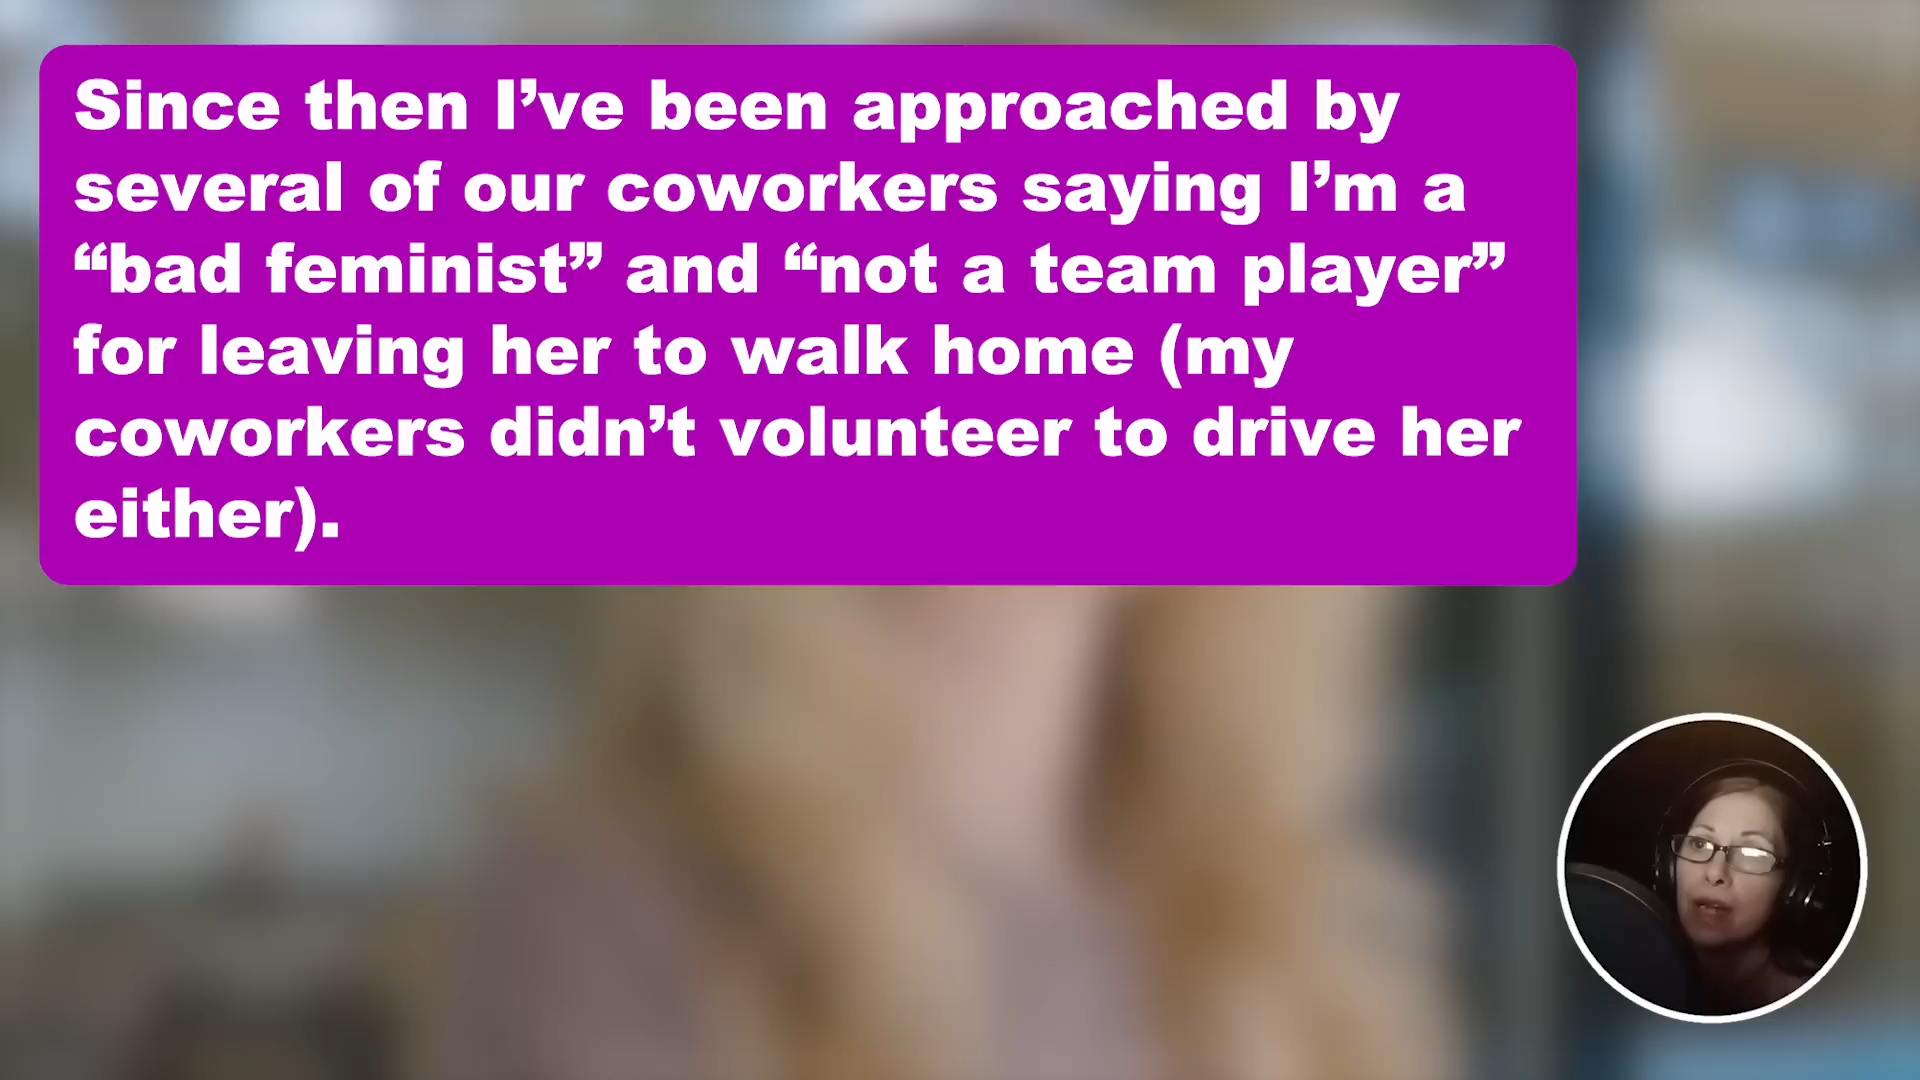 Since then I’ve been approached by
several of our coworkers saying I’m a
“bad feminist” and “not a team player”
for leaving her to walk home (my
coworkers didn’t volunteer to drive her
either).